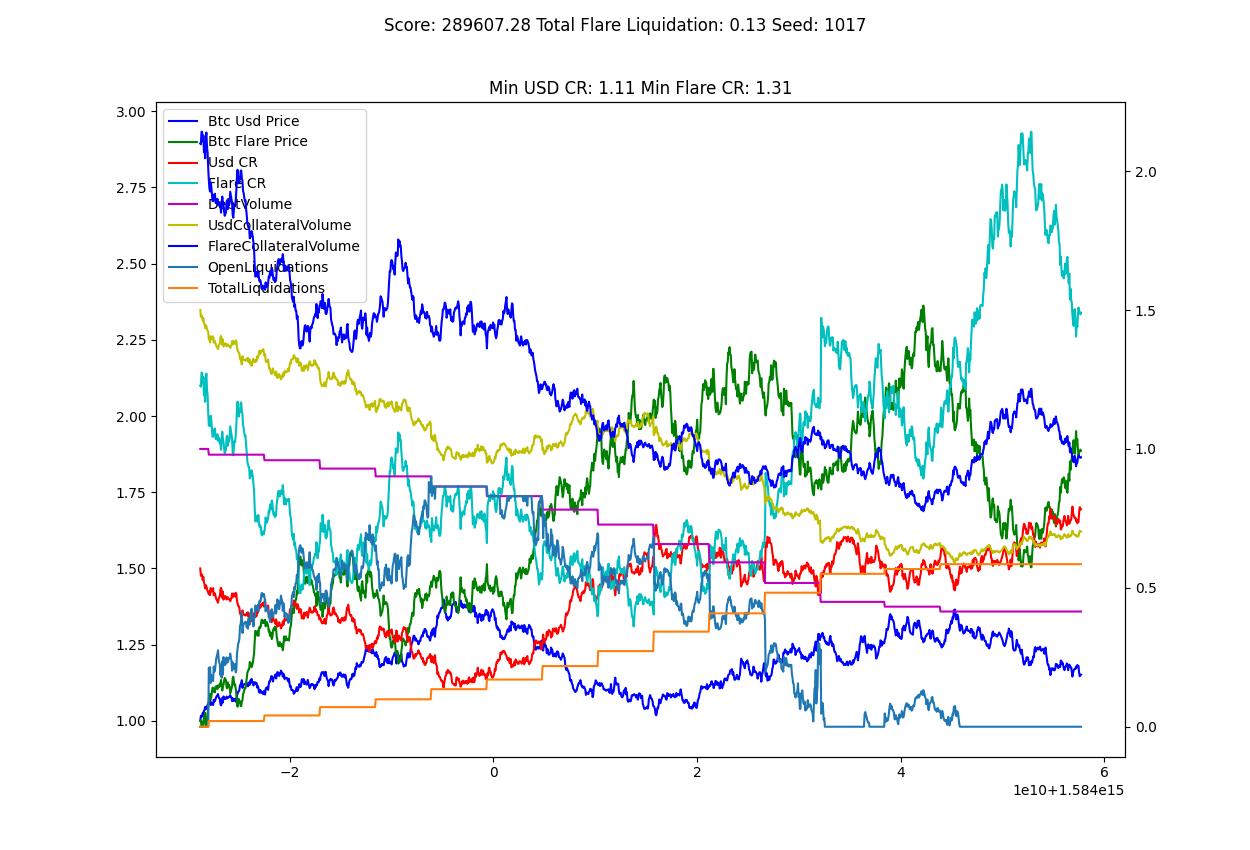 Score: 289607.28 Total Flare Liquidation: 0.13 Seed: 1017
Min USD CR: 1.11 Min Flare CR: 1.31
3.00
2.75
2.50
2.25
2.00
1.75
1.50
1.25
1.00
Btc Usd Price
Btc Flare Price
Usd CR
Flare CR
DebtVolume
UsdCollateralVolume
FlareCollateralVolume
OpenLiquidations
TotalLiquidations
2.0
1.5
1.0
0.5
0.0
−2
0
2
4
6
1e10+1.584e15